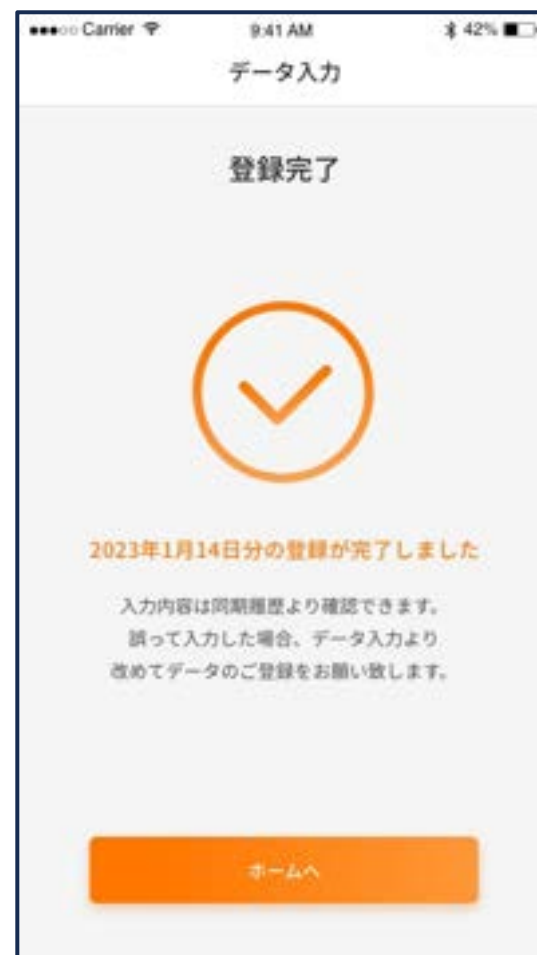 Carrier 9:41 AM 42%
データ入力
登録完了
2023年1月14日分の登録が完了しました
入力内容は同期履歴より確認できます。
誤って入力した場合、データ入力より
改めてデータのご登録をお願い致します。
ホームへ